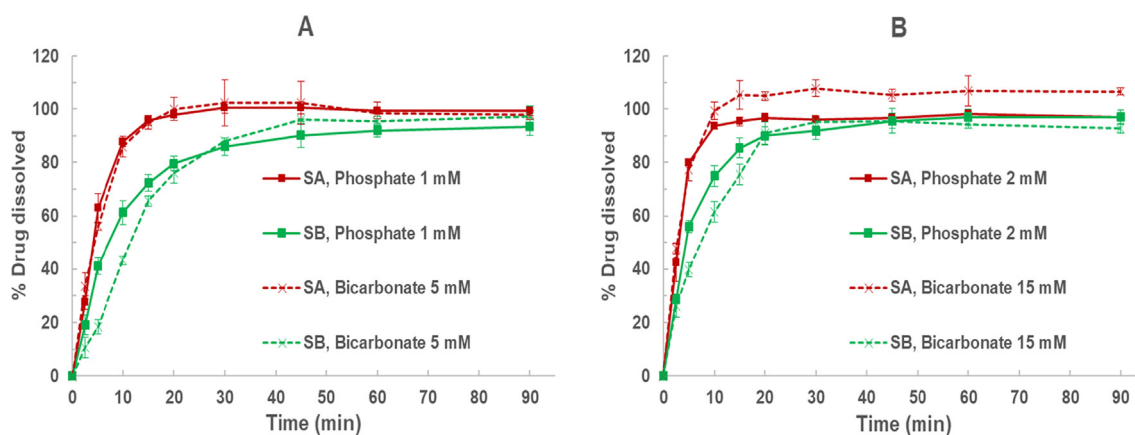 A
120
100
80
60
40
20
0
% Drug dissolved
SA, Phosphate 1 mM
SB, Phosphate 1 mM
SA, Bicarbonate 5 mM
SB, Bicarbonate 5 mM
0 10 20 30 40 50 60 70 80 90
Time (min)
B
120
100
80
60
40
20
0
% Drug dissolved
SA, Phosphate 2 mM
SB, Phosphate 2 mM
SA, Bicarbonate 15 mM
SB, Bicarbonate 15 mM
0 10 20 30 40 50 60 70 80 90
Time (min)